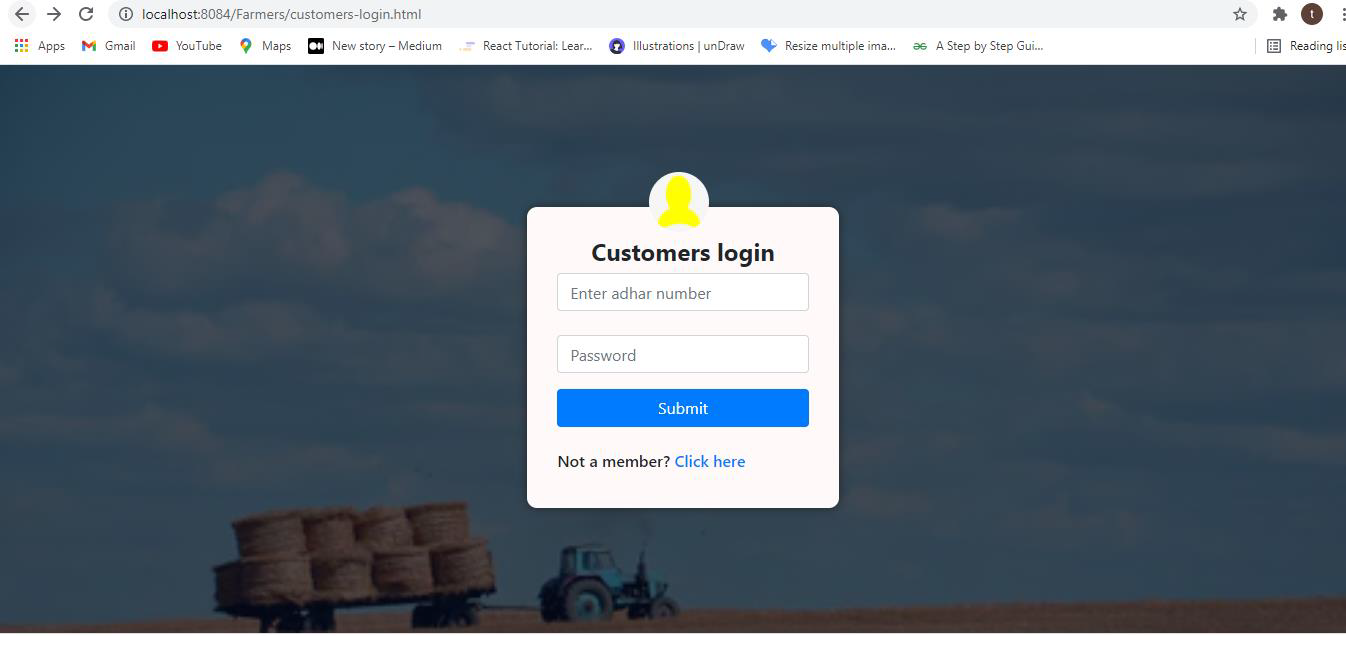 localhost:8084/Farmers/customers-login.html
t
Apps Gmail YouTube Maps New story – Medium React Tutorial: Lear... Illustrations | unDraw Resize multiple ima... A Step by Step Gui... Reading lis
Customers login
Enter adhar number
Password
Submit
Not a member? Click here